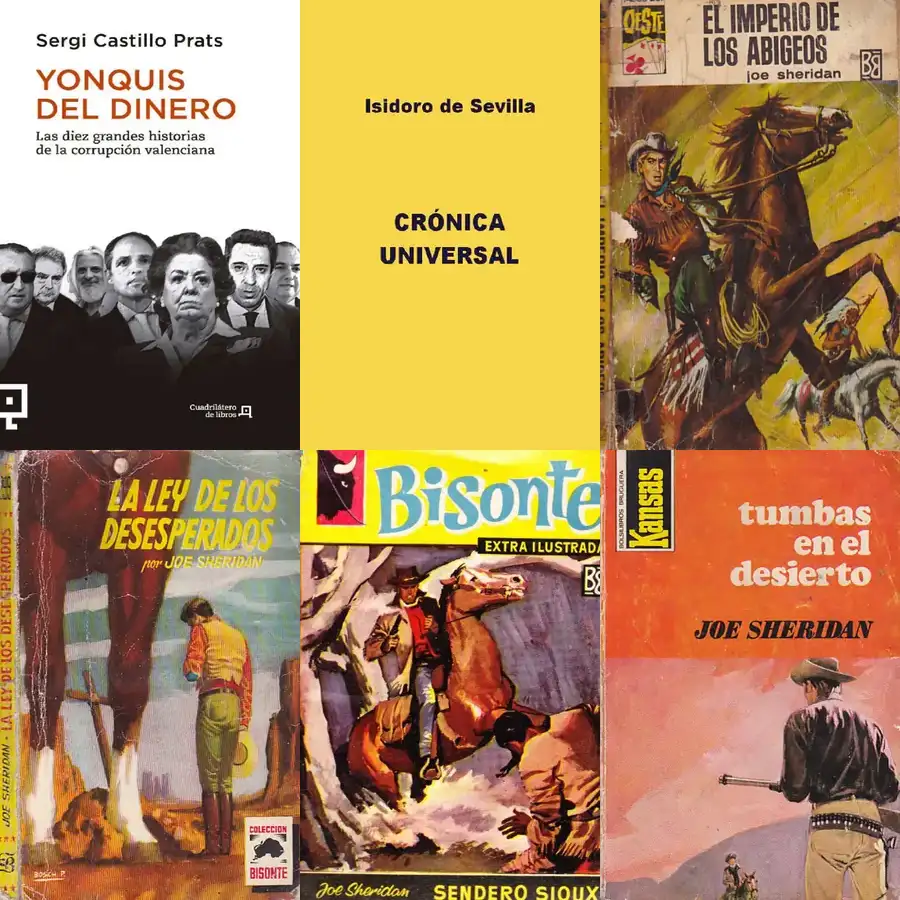 Sergi Castillo Prats
YONQUIS
DEL DINERO
Las diez grandes historias
de la corrupción valenciana
Cuadrilátero
de libros
Isidoro de Sevilla
CRÓNICA
UNIVERSAL
OESTE
EL IMPERIO DE
LOS ABIGEOS
joe sheridan
B
LA LEY DE LOS
DESESPERADOS
por JOE SHERIDAN
JOE SHERIDAN - LA LEY DE LOS DESESPERADOS
BOSCH P.
COLECCION
BISONTE
Bisonte
EXTRA ILUSTRADA
B
Joe Sheridan
SENDERO SIOUX
BOLSILIBROS BRUGUERA
Kansas
tumbas
en el
desierto
JOE SHERIDAN